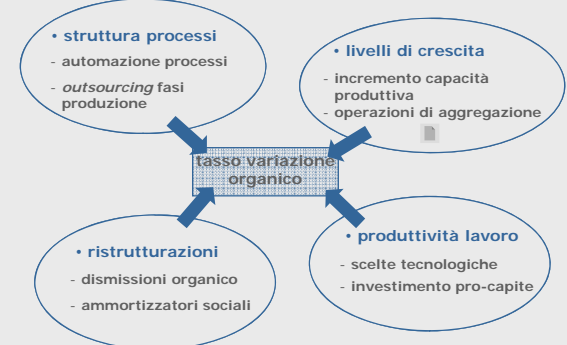 • struttura processi
- automazione processi
- outsourcing fasi
produzione
• livelli di crescita
- incremento capacità
produttiva
- operazioni di aggregazione
tasso variazione
organico
• ristrutturazioni
- dismissioni organico
- ammortizzatori sociali
• produttività lavoro
- scelte tecnologiche
- investimento pro-capite